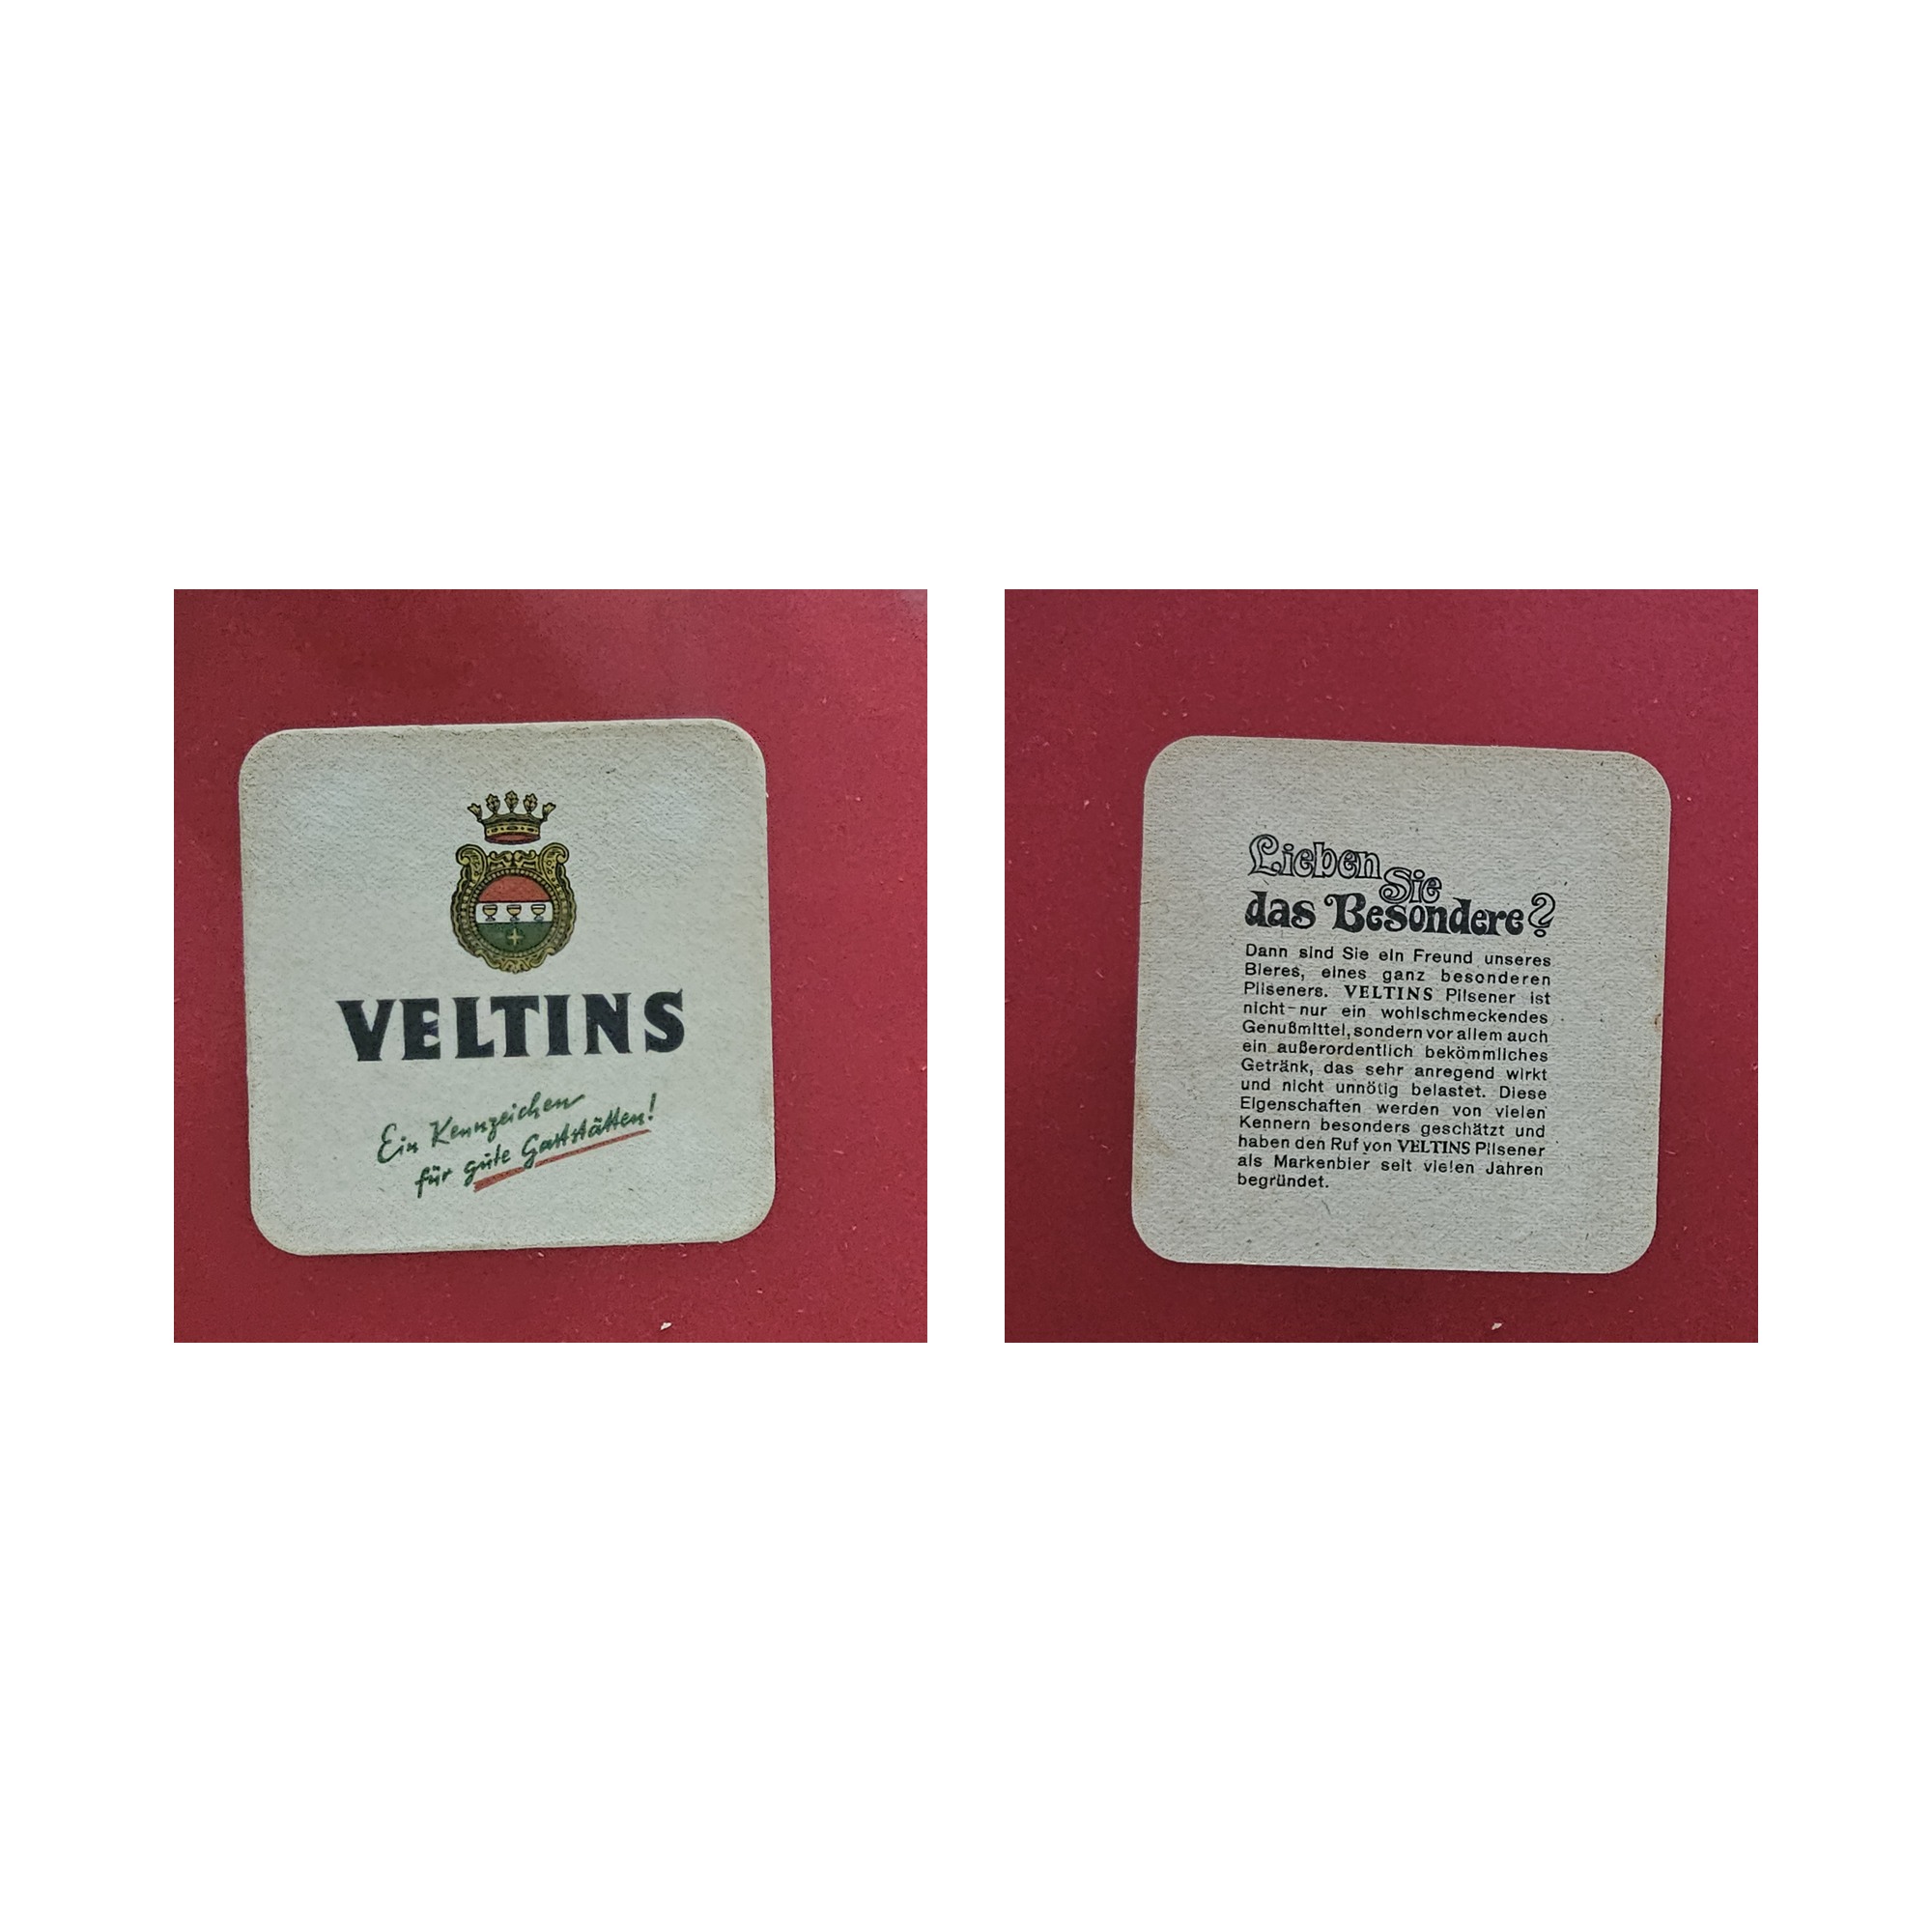 VELTINS
Ein Kennzeichen
für gute Gaststätten!
Lieben Sie
das Besondere?
Dann sind Sie ein Freund unseres
Bieres, eines ganz besonderen
Pilseners. VELTINS Pilsener ist
nicht nur ein wohlschmeckendes
Genußmittel, sondern vor allem auch
ein außerordentlich bekömmliches
Getränk, das sehr anregend wirkt
und nicht unnötig belastet. Diese
Eigenschaften werden von vielen
Kennern besonders geschätzt und
haben den Ruf von VELTINS Pilsener
als Markenbier seit vielen Jahren
begründet.